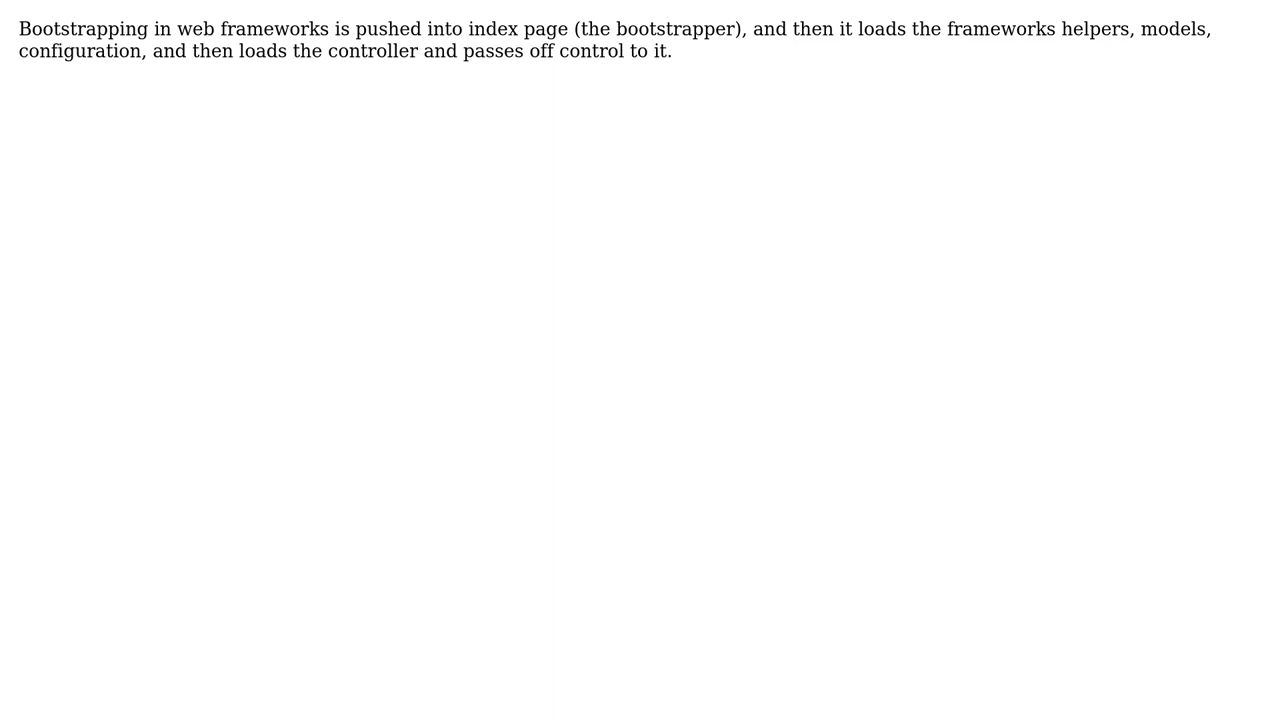 Bootstrapping in web frameworks is pushed into index page (the bootstrapper), and then it loads the frameworks helpers, models,
configuration, and then loads the controller and passes off control to it.